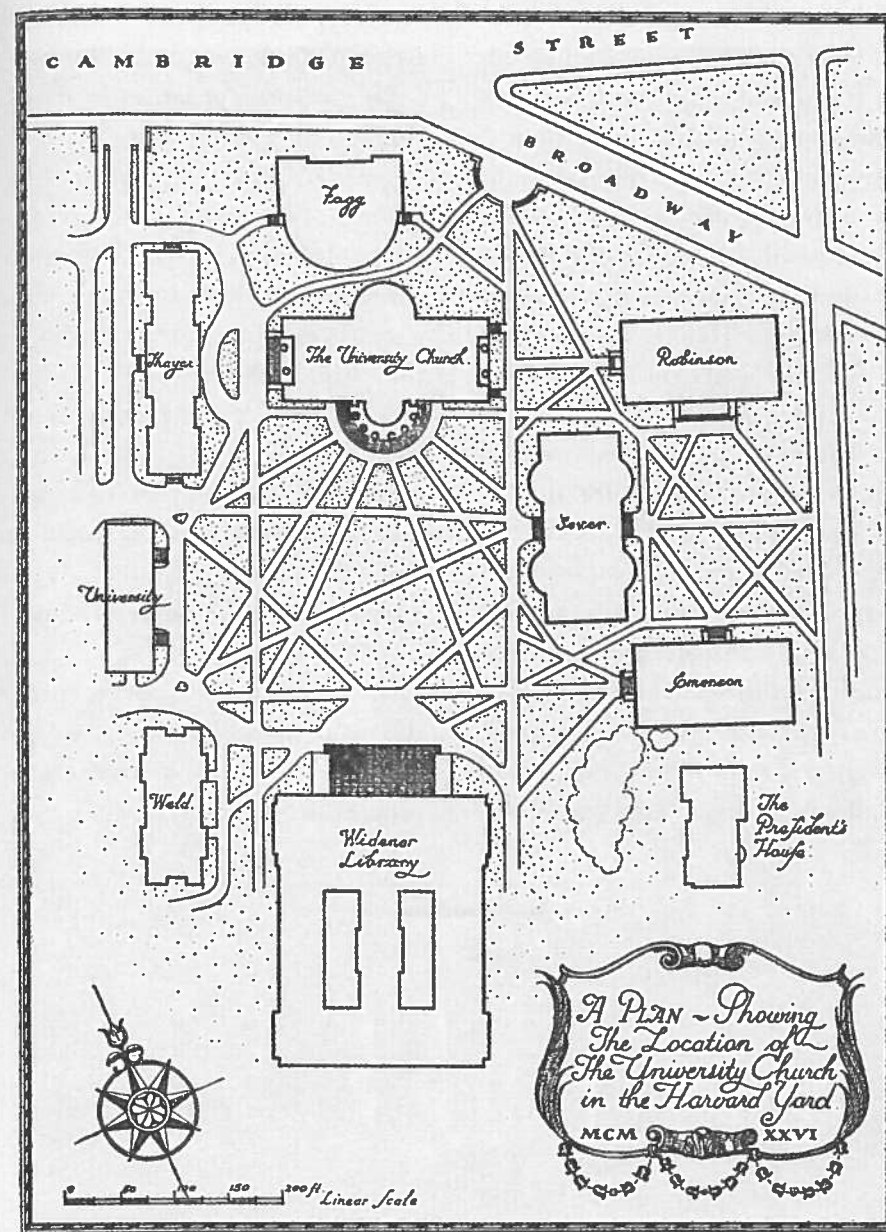 CAMBRIDGE STREET
BROADWAY
Fogg
Thayer
The University Church
Robinson
Sever.
University
Emerson
Weld.
Widener
Library
The
President's
House.
A PLAN ~ Showing
The Location of
The University Church
in the Harvard Yard
MCM XXVI
0 50 100 150 200 ft. Linear Scale